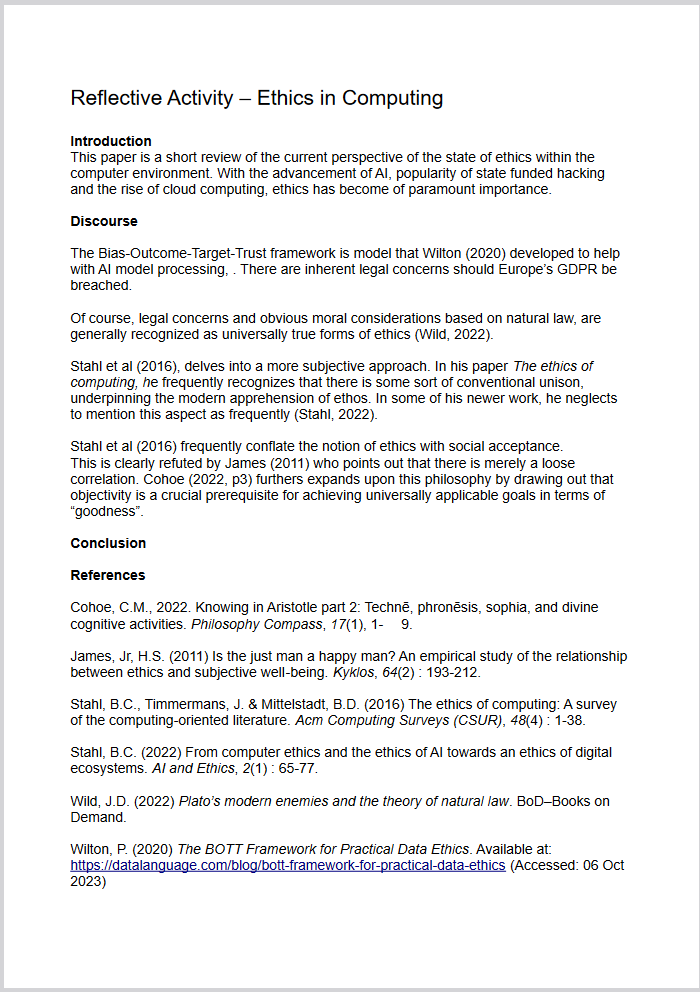 Reflective Activity – Ethics in Computing
Introduction
This paper is a short review of the current perspective of the state of ethics within the
computer environment. With the advancement of AI, popularity of state funded hacking
and the rise of cloud computing, ethics has become of paramount importance.
Discourse
The Bias-Outcome-Target-Trust framework is model that Wilton (2020) developed to help
with AI model processing, . There are inherent legal concerns should Europe's GDPR be
breached.
Of course, legal concerns and obvious moral considerations based on natural law, are
generally recognized as universally true forms of ethics (Wild, 2022).
Stahl et al (2016), delves into a more subjective approach. In his paper The ethics of
computing, he frequently recognizes that there is some sort of conventional unison,
underpinning the modern apprehension of ethos. In some of his newer work, he neglects
to mention this aspect as frequently (Stahl, 2022).
Stahl et al (2016) frequently conflate the notion of ethics with social acceptance.
This is clearly refuted by James (2011) who points out that there is merely a loose
correlation. Cohoe (2022, p3) furthers expands upon this philosophy by drawing out that
objectivity is a crucial prerequisite for achieving universally applicable goals in terms of
“goodness”.
Conclusion
References
Cohoe, C.M., 2022. Knowing in Aristotle part 2: Technē, phronēsis, sophia, and divine
cognitive activities. Philosophy Compass, 17(1), 1- 9.
James, Jr, H.S. (2011) Is the just man a happy man? An empirical study of the relationship
between ethics and subjective well-being. Kyklos, 64(2) : 193-212.
Stahl, B.C., Timmermans, J. & Mittelstadt, B.D. (2016) The ethics of computing: A survey
of the computing-oriented literature. Acm Computing Surveys (CSUR), 48(4) : 1-38.
Stahl, B.C. (2022) From computer ethics and the ethics of AI towards an ethics of digital
ecosystems. AI and Ethics, 2(1) : 65-77.
Wild, J.D. (2022) Plato's modern enemies and the theory of natural law. BoD–Books on
Demand.
Wilton, P. (2020) The BOTT Framework for Practical Data Ethics. Available at:
https://datalanguage.com/blog/bott-framework-for-practical-data-ethics (Accessed: 06 Oct
2023)